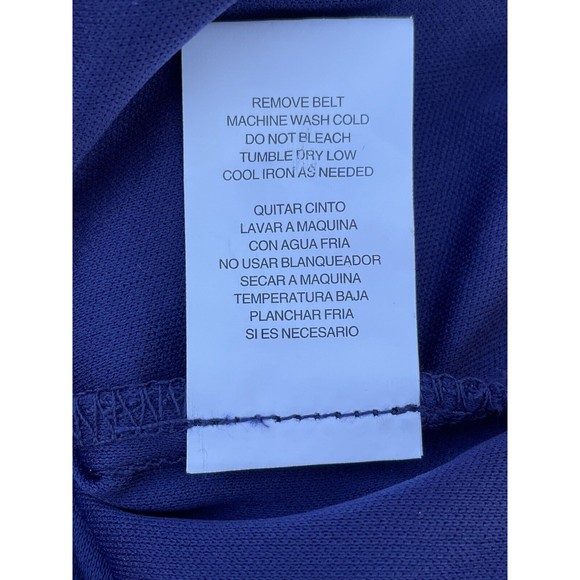 REMOVE BELT
MACHINE WASH COLD
DO NOT BLEACH
TUMBLE DRY LOW
COOL IRON AS NEEDED
QUITAR CINTO
LAVAR A MAQUINA
CON AGUA FRIA
NO USAR BLANQUEADOR
SECAR A MAQUINA
TEMPERATURA BAJA
PLANCHAR FRIA
SI ES NECESARIO